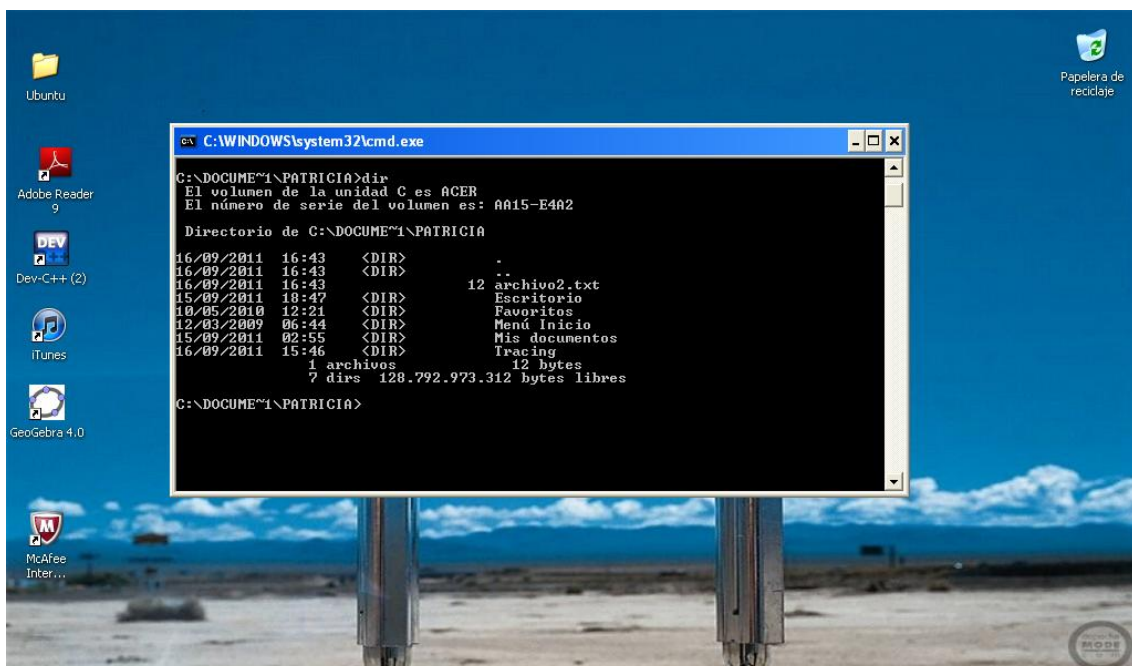 Ubuntu
Adobe Reader
9
DEV
C++
Dev-C++ (2)
iTunes
GeoGebra 4.0
McAfee
Inter...
Papelera de
reciclaje
C:\WINDOWS\system32\cmd.exe
C:\DOCUME~1\PATRICIA>dir
El volumen de la unidad C es ACER
El número de serie del volumen es: AA15-E4A2
Directorio de C:\DOCUME~1\PATRICIA
16/09/2011 16:43 <DIR> .
16/09/2011 16:43 <DIR> ..
16/09/2011 16:43 12 archivo2.txt
15/09/2011 18:47 <DIR> Escritorio
10/05/2010 12:21 <DIR> Favoritos
12/03/2009 06:44 <DIR> Menú Inicio
15/09/2011 02:55 <DIR> Mis documentos
16/09/2011 15:46 <DIR> Tracing
1 archivos 12 bytes
7 dirs 128.792.973.312 bytes libres
C:\DOCUME~1\PATRICIA>
MODE